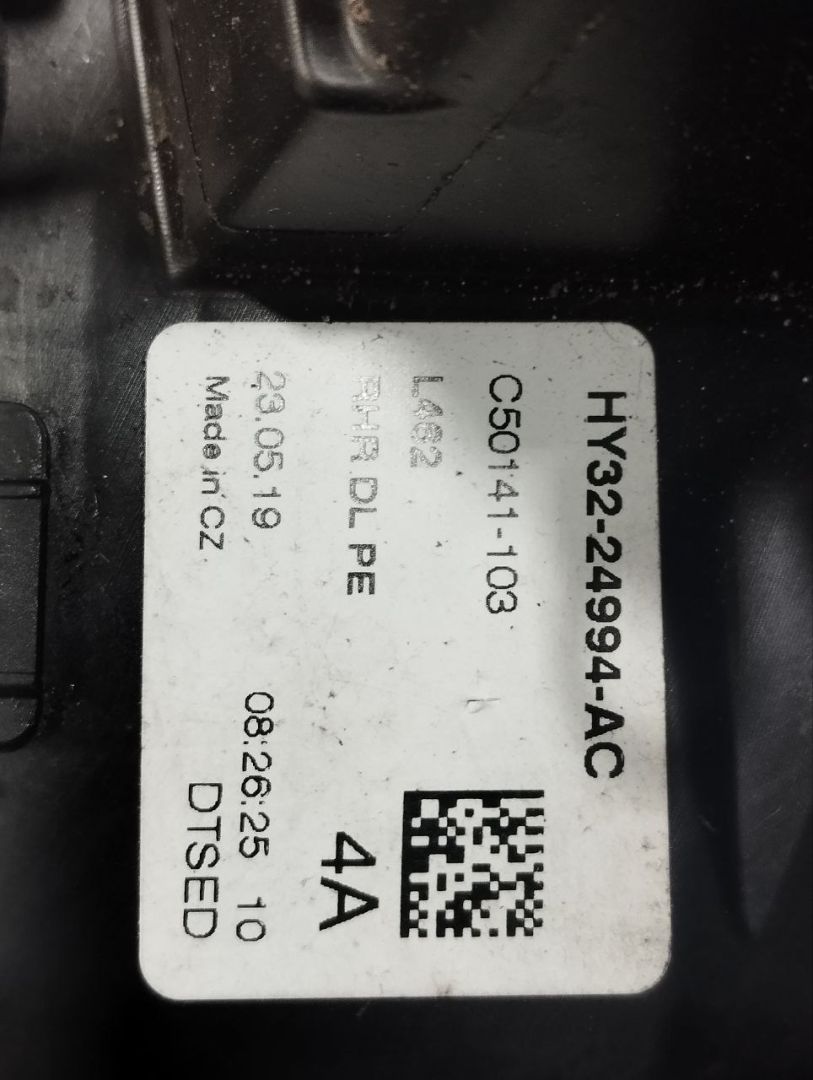 HY32-24994-AC
C50141-103
L462
RHR DL PE
4A
23.05.19 08:26:25 10
Made in CZ DTSED